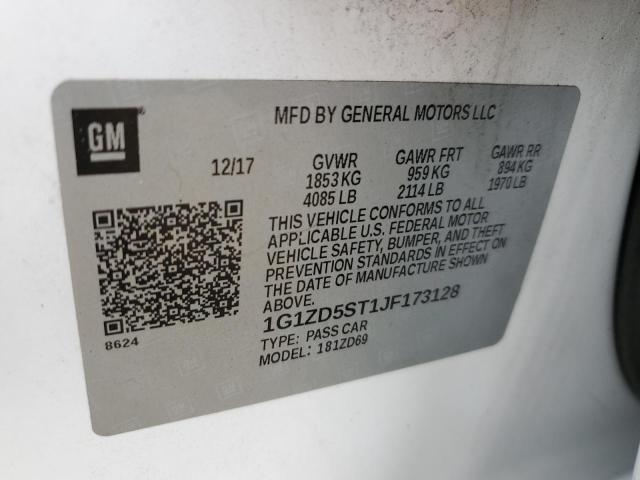 GM
MFD BY GENERAL MOTORS LLC
12/17 GVWR GAWR FRT GAWR RR
1853 KG 959 KG 894 KG
4085 LB 2114 LB 1970 LB
THIS VEHICLE CONFORMS TO ALL
APPLICABLE U.S. FEDERAL MOTOR
VEHICLE SAFETY, BUMPER, AND THEFT
PREVENTION STANDARDS IN EFFECT ON
THE DATE OF MANUFACTURE SHOWN
ABOVE.
1G1ZD5ST1JF173128
8624
TYPE: PASS CAR
MODEL: 181ZD69